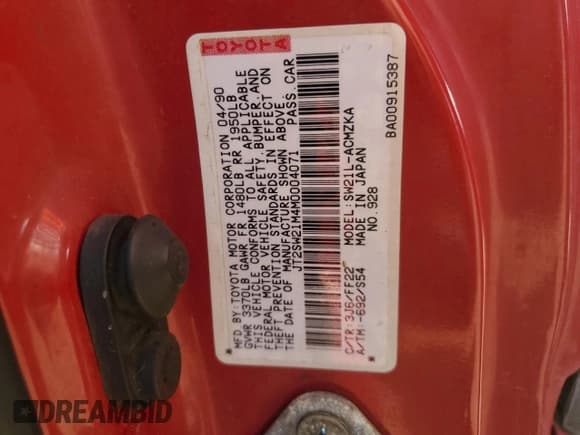 TOYOTA
MFD BY: TOYOTA MOTOR CORPORATION 04/90
GVWR 3370LB GAWR FR 1480LB RR 1950LB
THIS VEHICLE CONFORMS TO ALL APPLICABLE
FEDERAL MOTOR VEHICLE SAFETY, BUMPER, AND
THEFT PREVENTION STANDARDS IN EFFECT ON
THE DATE OF MANUFACTURE SHOWN ABOVE.
JT2SW21M4M0004071 PASS. CAR
C/TR: 3J6/FF22 MODEL: SW21L-ACMZKA
A/TM: -692/S54 MADE IN JAPAN
NO. 928
BA00915387
DREAMBID